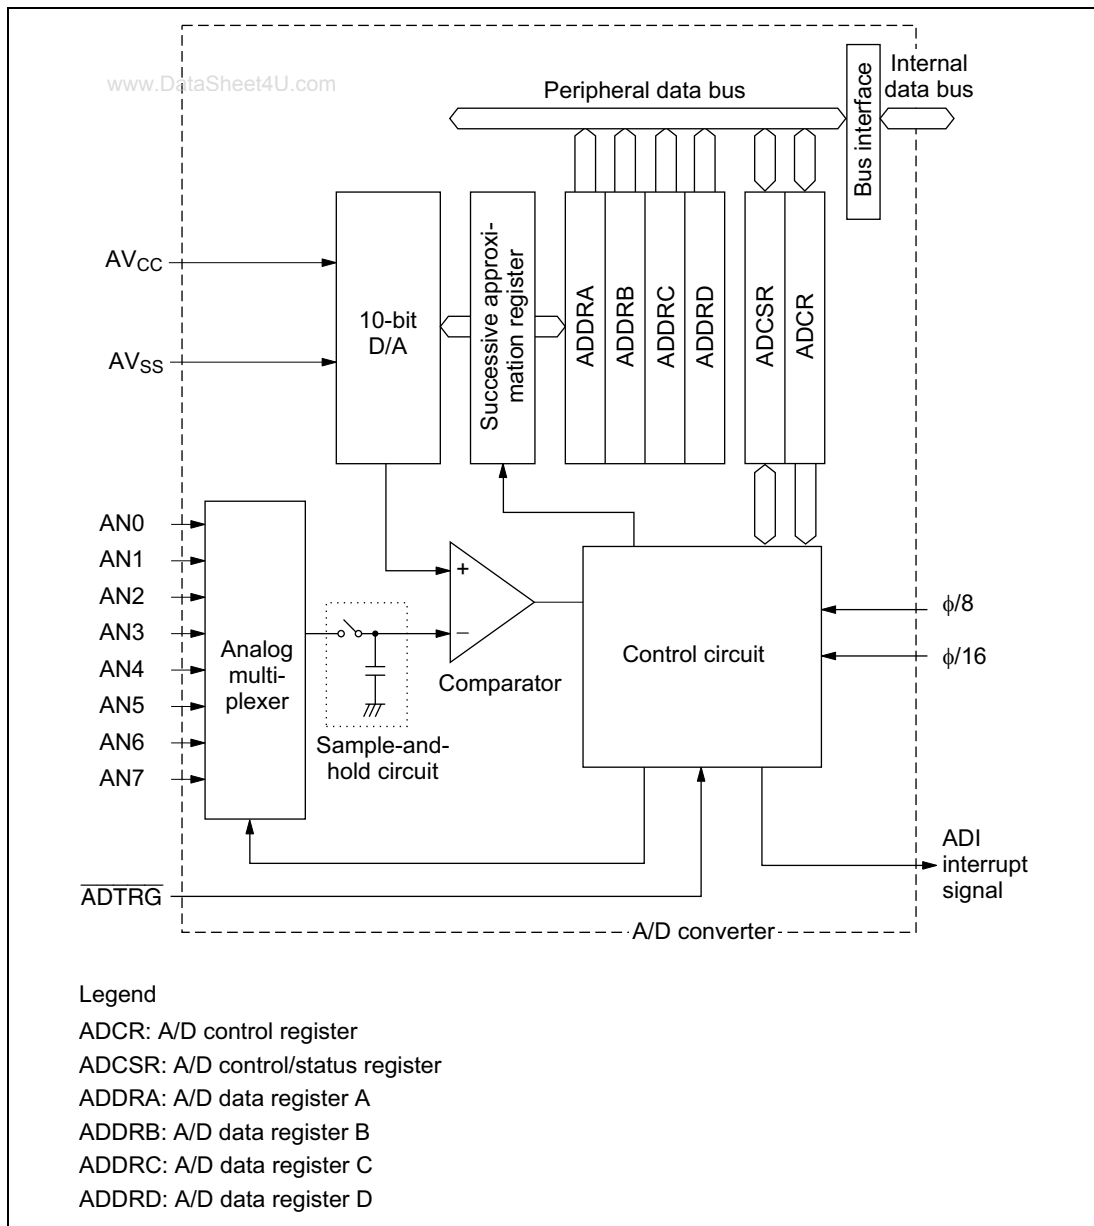 www.DataSheet4U.com
Internal
data bus
Peripheral data bus
Bus interface
AVCC
AVSS
10-bit
D/A
Successive approxi-
mation register
ADDRA
ADDRB
ADDRC
ADDRD
ADCSR
ADCR
AN0
AN1
AN2
AN3
AN4
AN5
AN6
AN7
Analog
multi-
plexer
+
−
Comparator
Sample-and-
hold circuit
Control circuit
ϕ/8
ϕ/16
ADI
interrupt
signal
ADTRG
A/D converter
Legend
ADCR: A/D control register
ADCSR: A/D control/status register
ADDRA: A/D data register A
ADDRB: A/D data register B
ADDRC: A/D data register C
ADDRD: A/D data register D